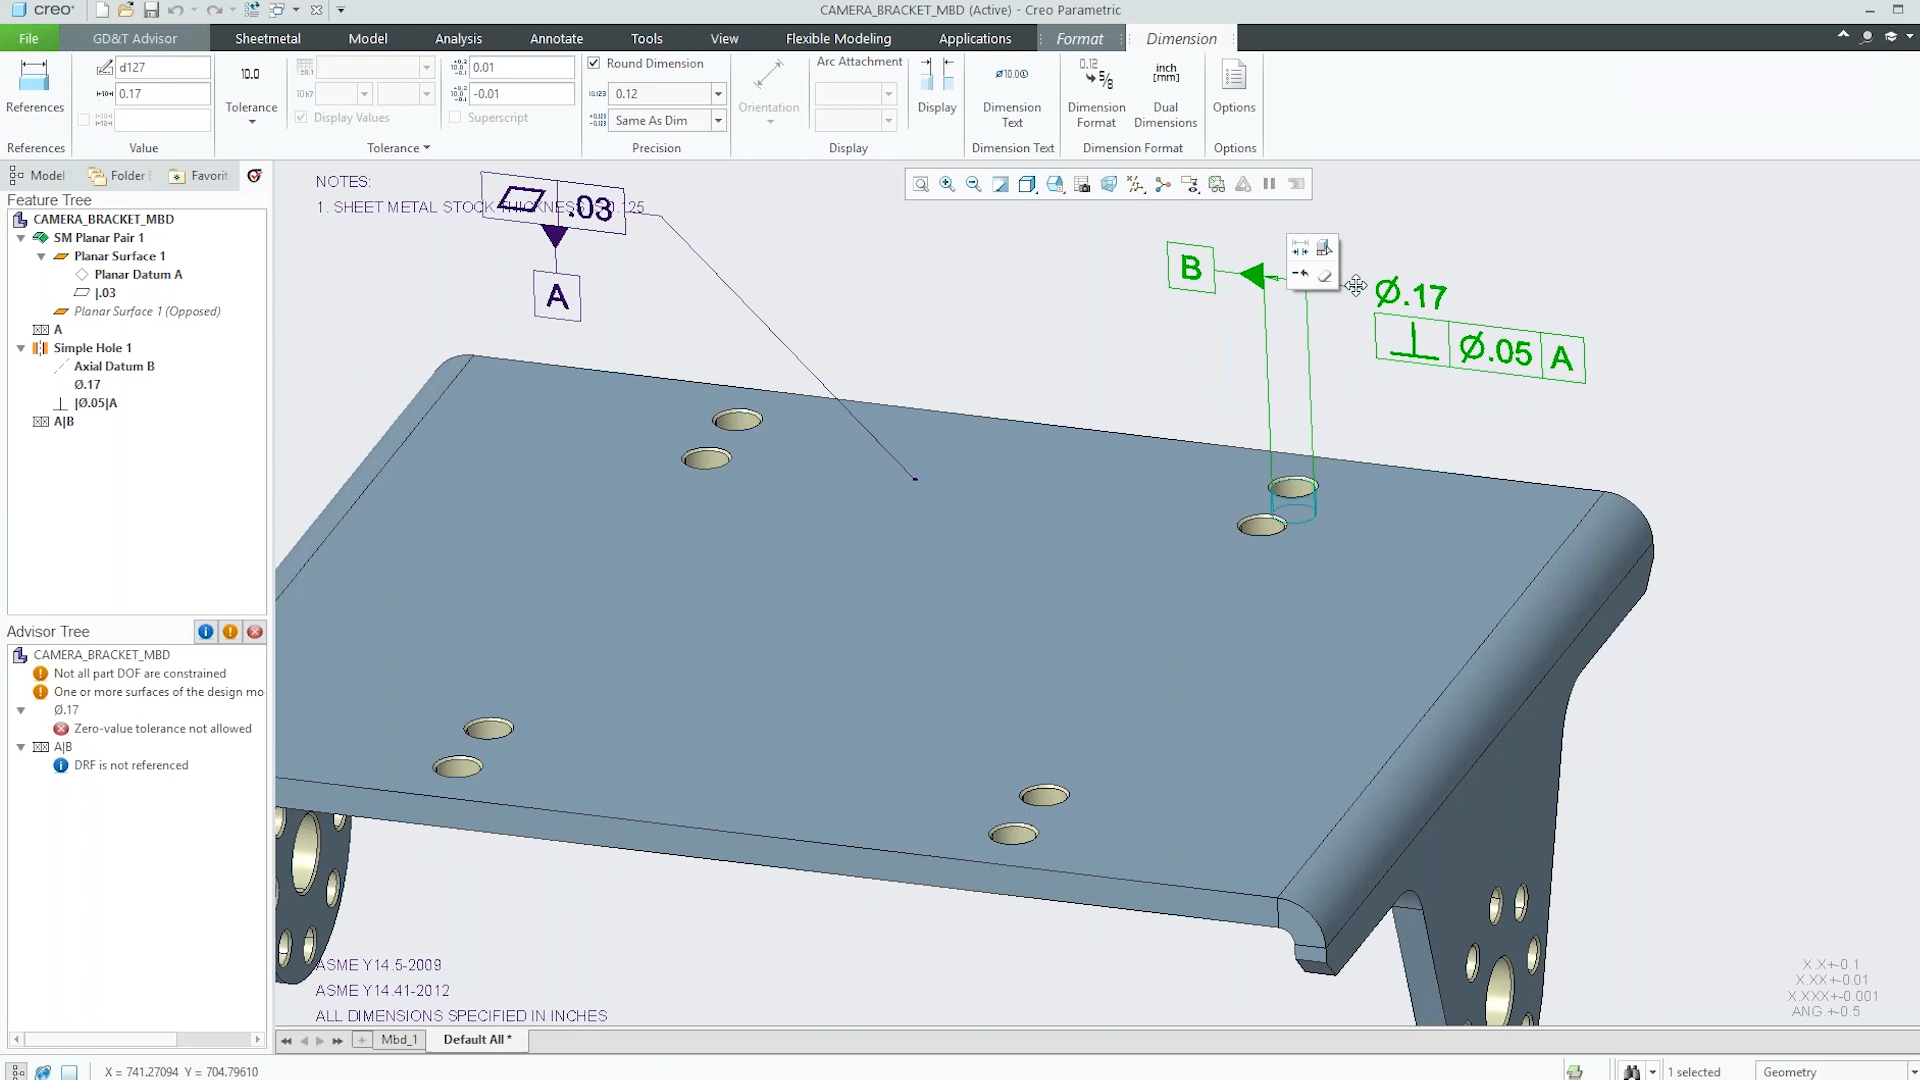 creo
CAMERA_BRACKET_MBD (Active) - Creo Parametric
File
GD&T Advisor
Sheetmetal
Model
Analysis
Annotate
Tools
View
Flexible Modeling
Applications
Format
Dimension
References
References
d127
0.17
Value
10.0
Tolerance
Display Values
0.01
-0.01
Superscript
Tolerance
Round Dimension
0.12
Same As Dim
Precision
Orientation
Arc Attachment
Display
Display
Ø10.00
Dimension Text
Dimension Text
Dimension Format
inch
[mm]
Dual Dimensions
Dimension Format
Options
Options
Model
Folder
Favorit
Feature Tree
CAMERA_BRACKET_MBD
SM Planar Pair 1
Planar Surface 1
Planar Datum A
|.03
Planar Surface 1 (Opposed)
A
Simple Hole 1
Axial Datum B
Ø.17
|Ø.05|A
A|B
Advisor Tree
CAMERA_BRACKET_MBD
Not all part DOF are constrained
One or more surfaces of the design mo
Ø.17
Zero-value tolerance not allowed
A|B
DRF is not referenced
NOTES:
1. SHEET METAL STOCK THICKNESS .125
.03
A
B
Ø.17
Ø.05 A
ASME Y14.5-2009
ASME Y14.41-2012
ALL DIMENSIONS SPECIFIED IN INCHES
X.X+-0.1
X.XX+-0.01
X.XXX+-0.001
ANG.+-0.5
Mbd_1
Default All *
X = 741.27094 Y = 704.79610
1 selected
Geometry